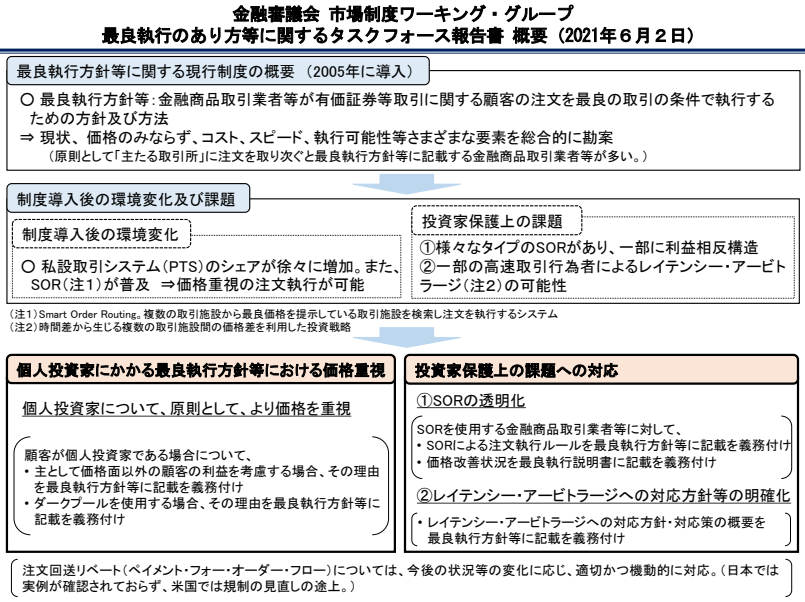 金融審議会 市場制度ワーキング・グループ
最良執行のあり方等に関するタスクフォース報告書 概要（2021年６月２日）
最良執行方針等に関する現行制度の概要 （2005年に導入）
〇 最良執行方針等：金融商品取引業者等が有価証券等取引に関する顧客の注文を最良の取引の条件で執行する
ための方針及び方法
⇒ 現状、価格のみならず、コスト、スピード、執行可能性等さまざまな要素を総合的に勘案
（原則として「主たる取引所」に注文を取り次ぐと最良執行方針等に記載する金融商品取引業者等が多い。）
制度導入後の環境変化及び課題
制度導入後の環境変化
〇 私設取引システム（PTS）のシェアが徐々に増加。また、
SOR（注１）が普及 ⇒価格重視の注文執行が可能
投資家保護上の課題
①様々なタイプのSORがあり、一部に利益相反構造
②一部の高速取引行為者によるレイテンシー・アービト
ラージ（注２）の可能性
（注１）Smart Order Routing。複数の取引施設から最良価格を提示している取引施設を検索し注文を執行するシステム
（注２）時間差から生じる複数の取引施設間の価格差を利用した投資戦略
個人投資家にかかる最良執行方針等における価格重視
個人投資家について、原則として、より価格を重視
顧客が個人投資家である場合について、
・ 主として価格面以外の顧客の利益を考慮する場合、その理由
を最良執行方針等に記載を義務付け
・ ダークプールを使用する場合、その理由を最良執行方針等に
記載を義務付け
投資家保護上の課題への対応
①SORの透明化
SORを使用する金融商品取引業者等に対して、
・ SORによる注文執行ルールを最良執行方針等に記載を義務付け
・ 価格改善状況を最良執行説明書に記載を義務付け
②レイテンシー・アービトラージへの対応方針等の明確化
・ レイテンシー・アービトラージへの対応方針・対応策の概要を
最良執行方針等に記載を義務付け
注文回送リベート（ペイメント・フォー・オーダー・フロー）については、今後の状況等の変化に応じ、適切かつ機動的に対応。（日本では
実例が確認されておらず、米国では規制の見直しの途上。）